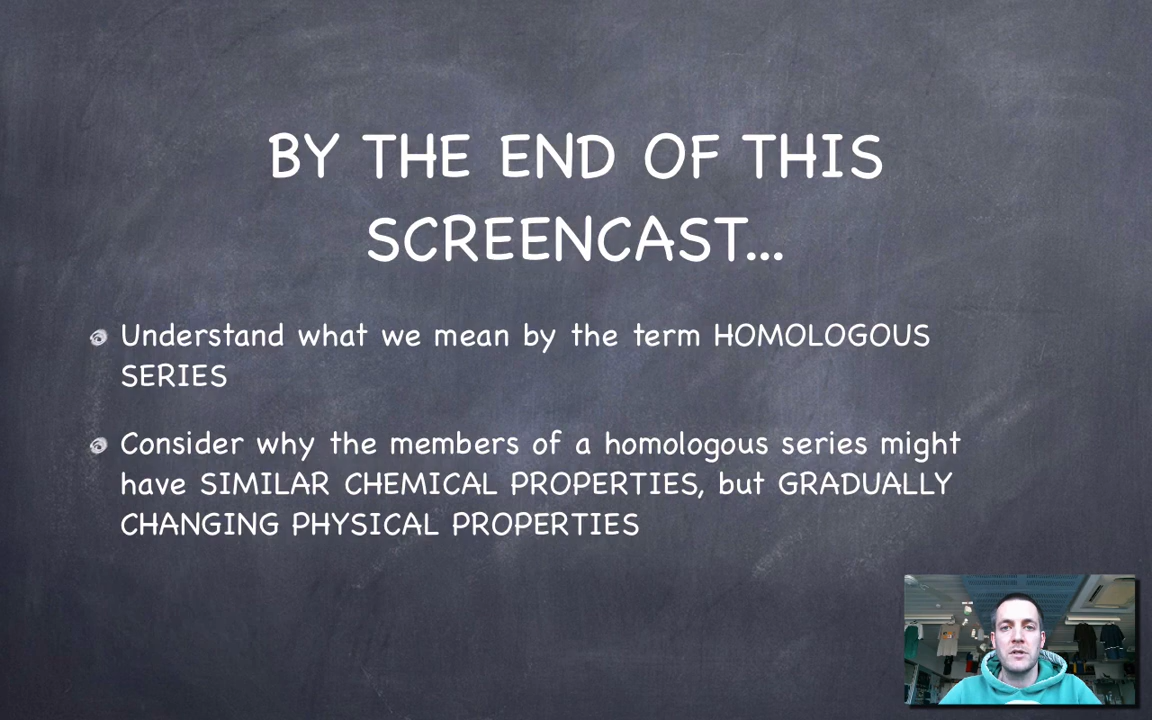 BY THE END OF THIS
SCREENCAST...
Understand what we mean by the term HOMOLOGOUS
SERIES
Consider why the members of a homologous series might
have SIMILAR CHEMICAL PROPERTIES, but GRADUALLY
CHANGING PHYSICAL PROPERTIES